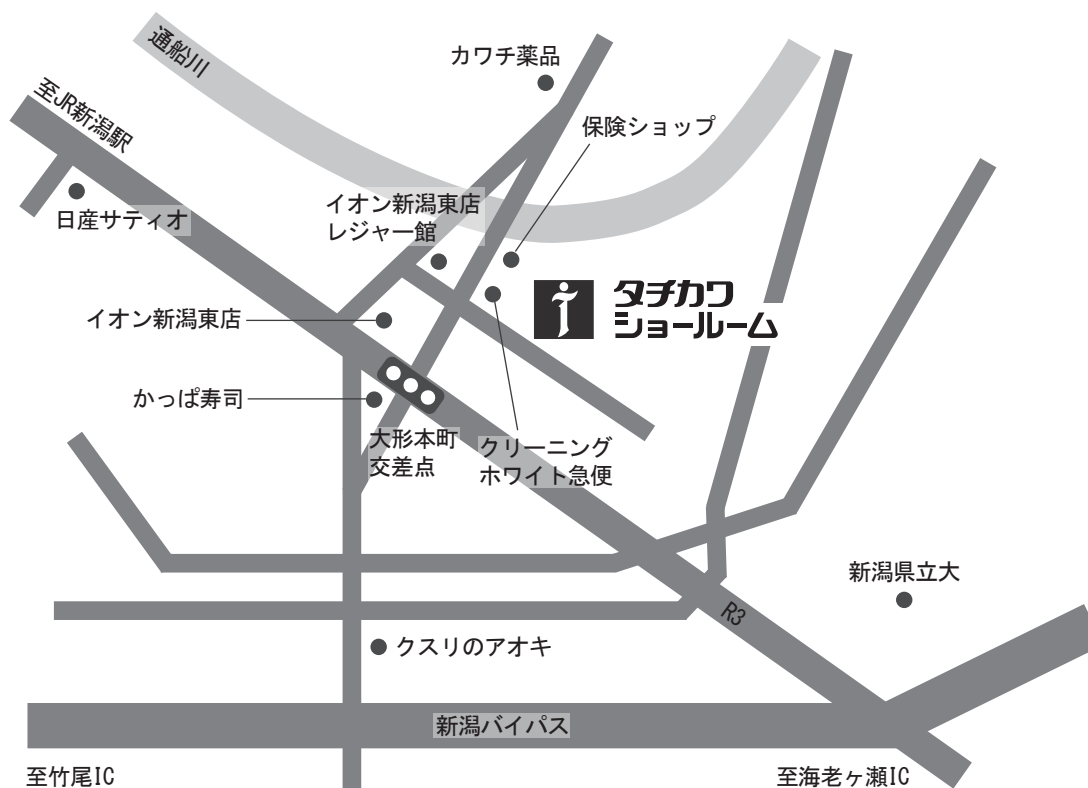 通船川
カワチ薬品
至JR新潟駅
保険ショップ
日産サティオ
イオン新潟東店
レジャー館
タチカワ
ショールーム
イオン新潟東店
かっぱ寿司
大形本町
交差点
クリーニング
ホワイト急便
新潟県立大
R3
クスリのアオキ
新潟バイパス
至竹尾IC
至海老ヶ瀬IC